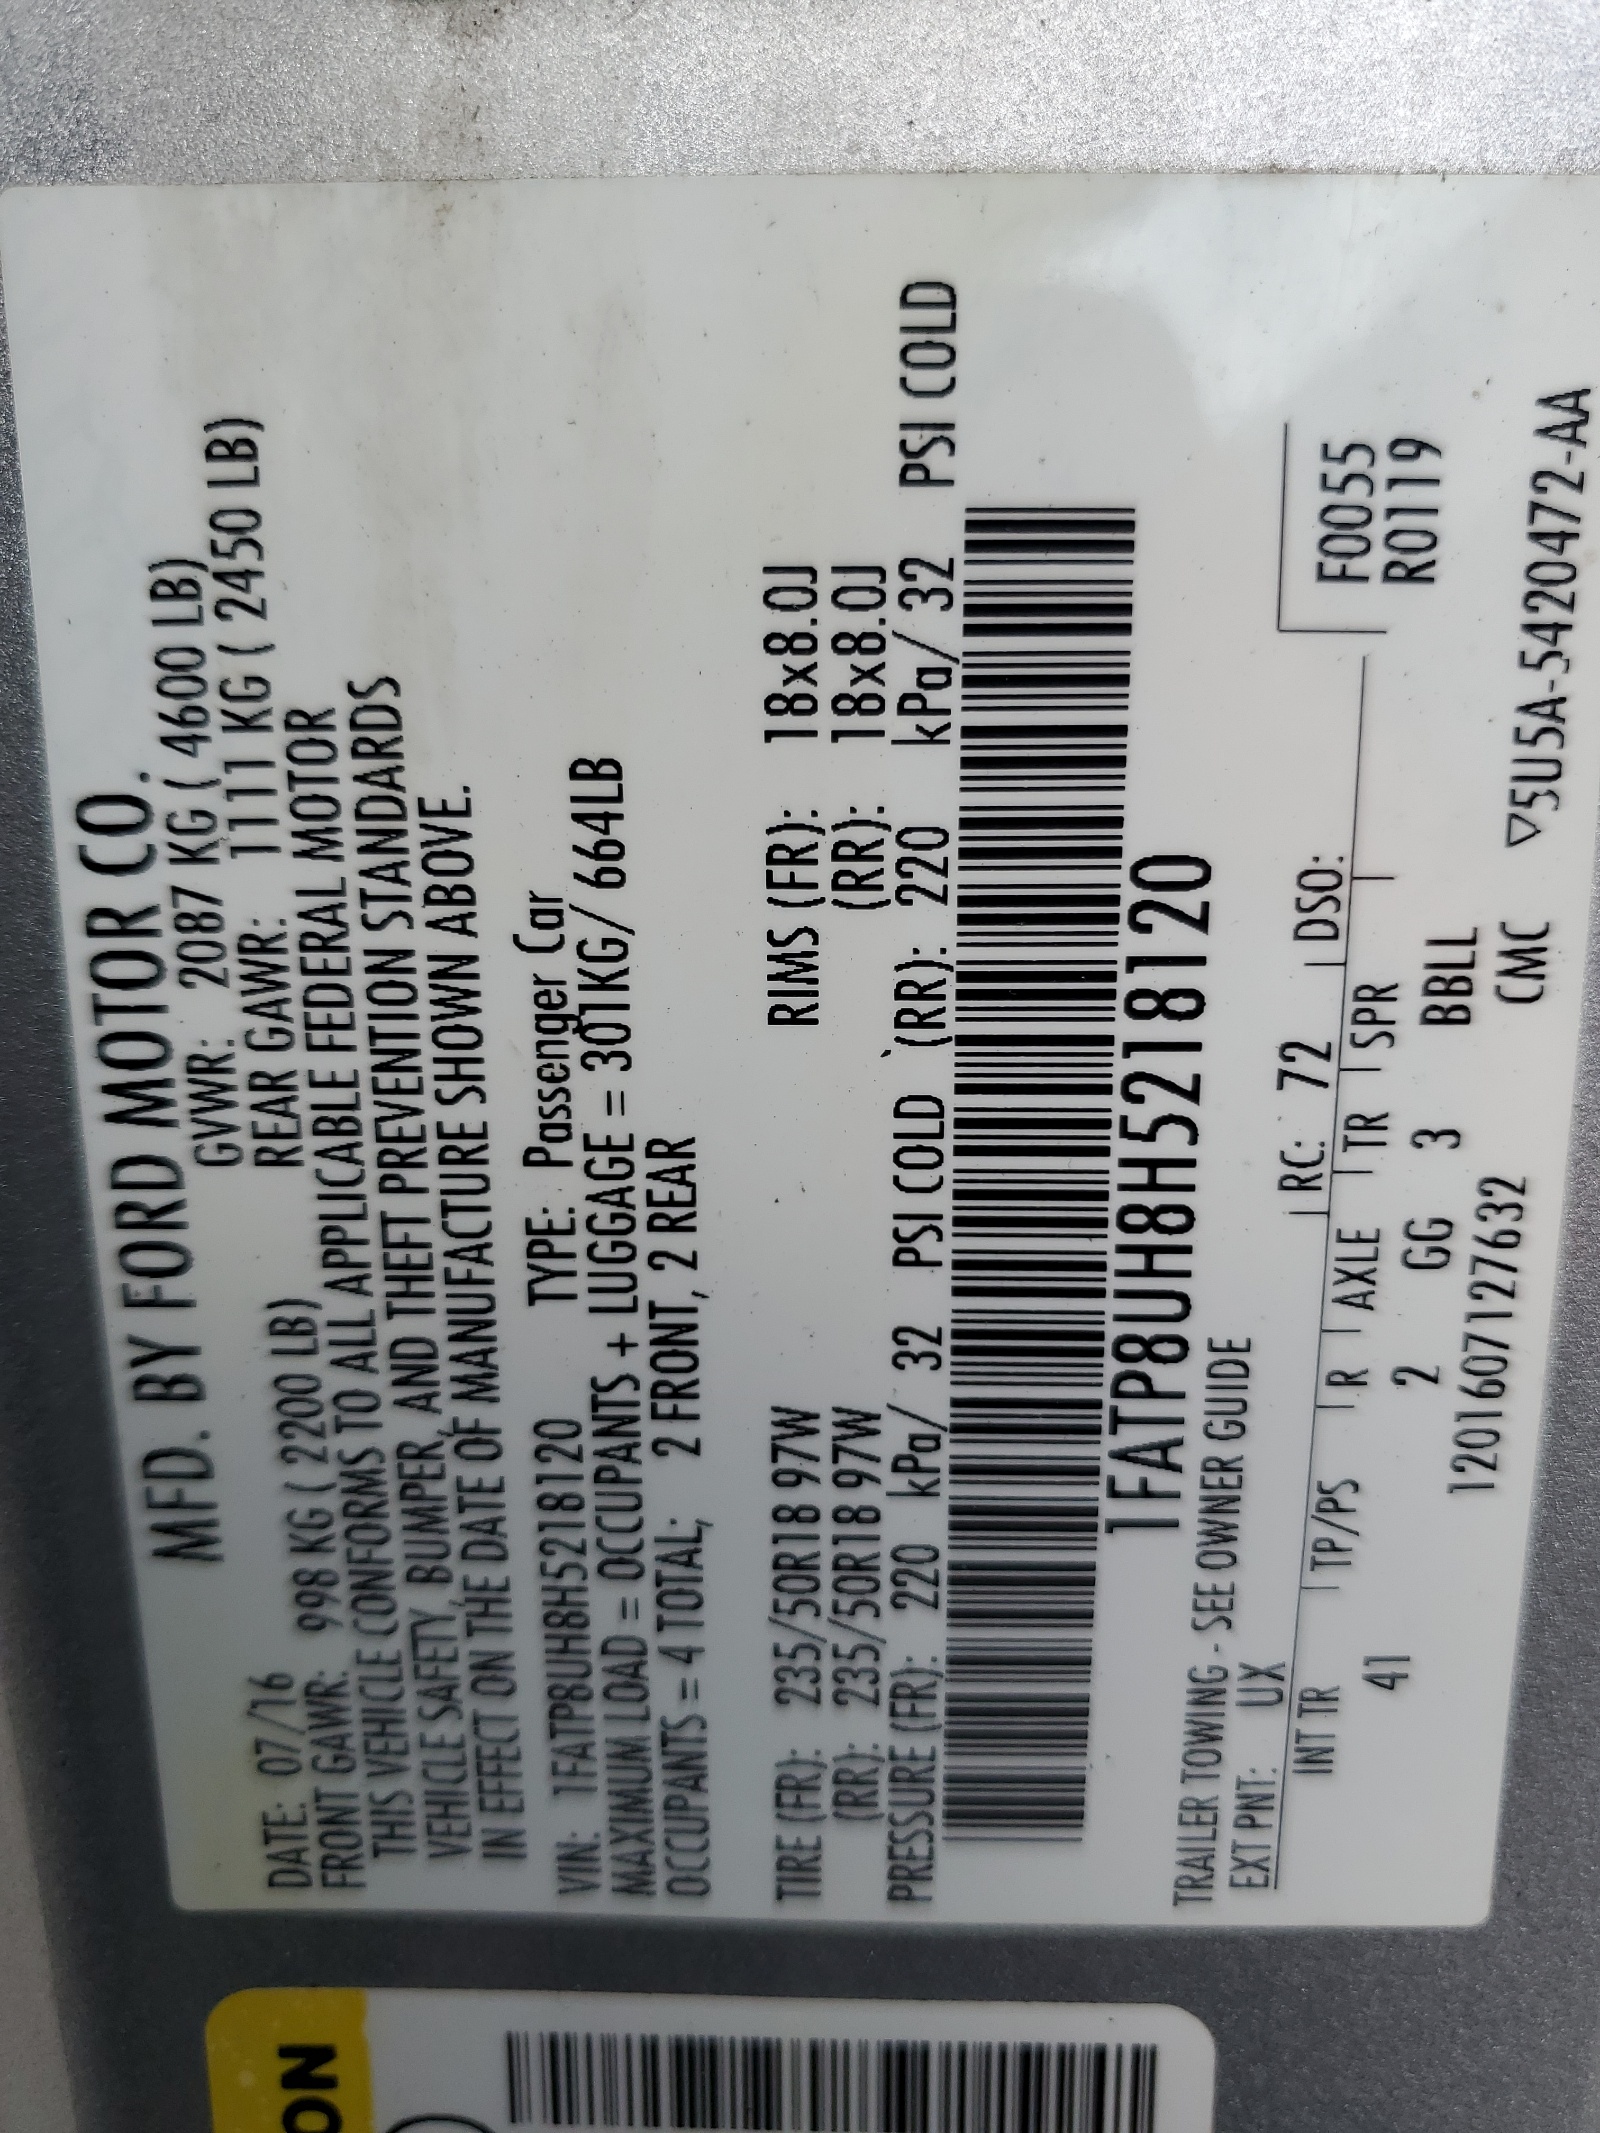 MFD. BY FORD MOTOR CO.
DATE: 07/16 GVWR: 2087 KG ( 4600 LB)
FRONT GAWR: 998 KG ( 2200 LB) REAR GAWR: 1111 KG ( 2450 LB)
THIS VEHICLE CONFORMS TO ALL APPLICABLE FEDERAL MOTOR
VEHICLE SAFETY, BUMPER, AND THEFT PREVENTION STANDARDS
IN EFFECT ON THE DATE OF MANUFACTURE SHOWN ABOVE.
VIN: 1FATP8UH8H5218120 TYPE: Passenger Car
MAXIMUM LOAD = OCCUPANTS + LUGGAGE = 301KG/ 664LB
OCCUPANTS = 4 TOTAL; 2 FRONT, 2 REAR
TIRE (FR): 235/50R18 97W RIMS (FR): 18x8.0J
(RR): 235/50R18 97W (RR): 18x8.0J
PRESSURE (FR): 220 kPa/ 32 PSI COLD (RR): 220 kPa/ 32 PSI COLD
1FATP8UH8H5218120
TRAILER TOWING - SEE OWNER GUIDE
EXT PNT: UX RC: 72 DSO:
F0055
R0119
INT TR TP/PS R AXLE TR SPR
41 2 GG 3 BBLL
120160712763​2 CMC ▽5U5A-5420472-AA
ON